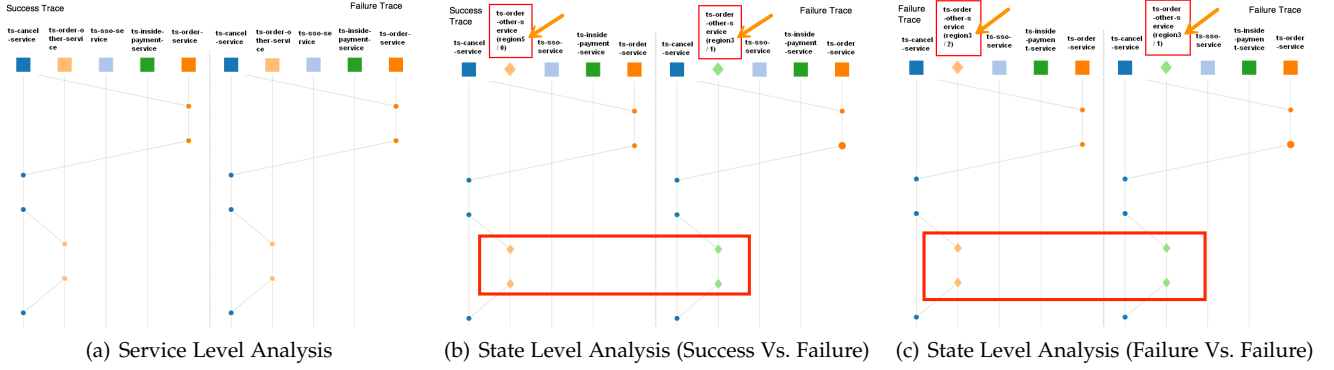 Success Trace
Failure Trace
ts-cancel
-service
ts-order-o
ther-servi
ce
ts-sso-se
rvice
ts-inside-
payment-
service
ts-order-
service
ts-cancel
-service
ts-order-o
ther-servi
ce
ts-sso-se
rvice
ts-inside-
payment-
service
ts-order-
service
(a) Service Level Analysis
Success
Trace
Failure Trace
ts-cancel
-service
ts-order
-other-s
ervice
(region5
/ 0)
ts-sso-
service
ts-inside
-payment
-service
ts-order
-service
ts-cancel
-service
ts-order
-other-s
ervice
(region3
/ 1)
ts-sso-
service
ts-inside
-payment
-service
ts-order
-service
(b) State Level Analysis (Success Vs. Failure)
Failure
Trace
Failure Trace
ts-cancel
-service
ts-order
-other-s
ervice
(region3
/ 2)
ts-sso-
service
ts-inside
-paymen
t-service
ts-order
-service
ts-cancel
-service
ts-order
-other-s
ervice
(region3
/ 1)
ts-sso-
service
ts-inside
-paymen
t-service
ts-order
-service
(c) State Level Analysis (Failure Vs. Failure)